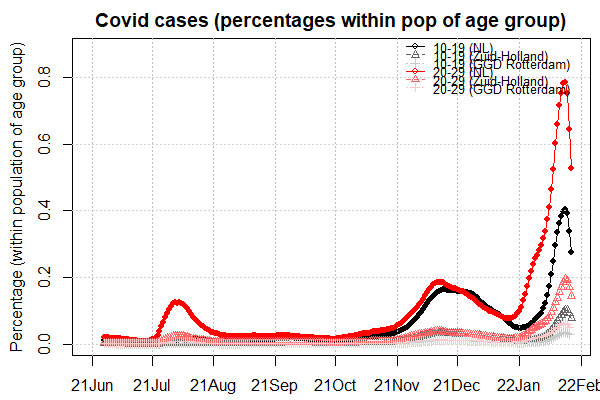 Covid cases (percentages within pop of age group)
10-19 (NL)
10-19 (Zuid-Holland)
10-19 (GGD Rotterdam)
20-29 (NL)
20-29 (Zuid-Holland)
20-29 (GGD Rotterdam)
Percentage (within population of age group)
0.8
0.6
0.4
0.2
0.0
21Jun 21Jul 21Aug 21Sep 21Oct 21Nov 21Dec 22Jan 22Feb